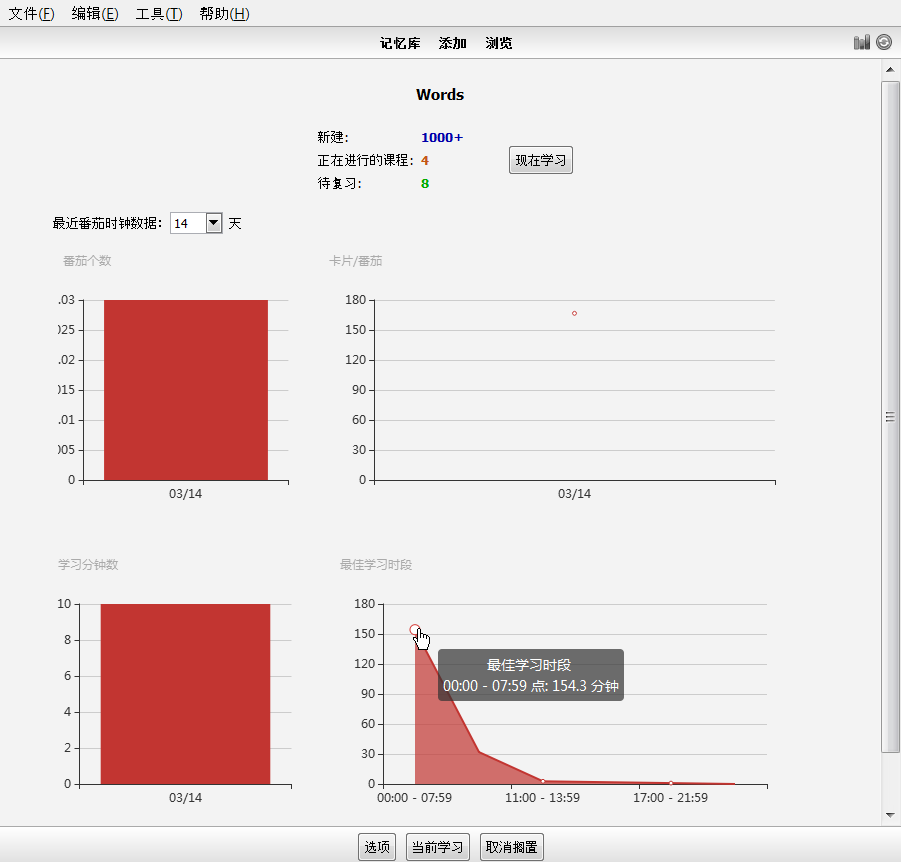 文件(F) 编辑(E) 工具(T) 帮助(H)
记忆库 添加 浏览
Words
新建: 1000+
正在进行的课程: 4
现在学习
待复习: 8
最近番茄时钟数据: 14 天
番茄个数 卡片/番茄
.03
025
.02
015
.01
005
0
03/14
180
150
120
90
60
30
0
03/14
学习分钟数 最佳学习时段
10
8
6
4
2
0
03/14
180
150
120
90
60
30
0
最佳学习时段
00:00 - 07:59 点: 154.3 分钟
00:00 - 07:59 11:00 - 13:59 17:00 - 21:59
选项 当前学习 取消搁置